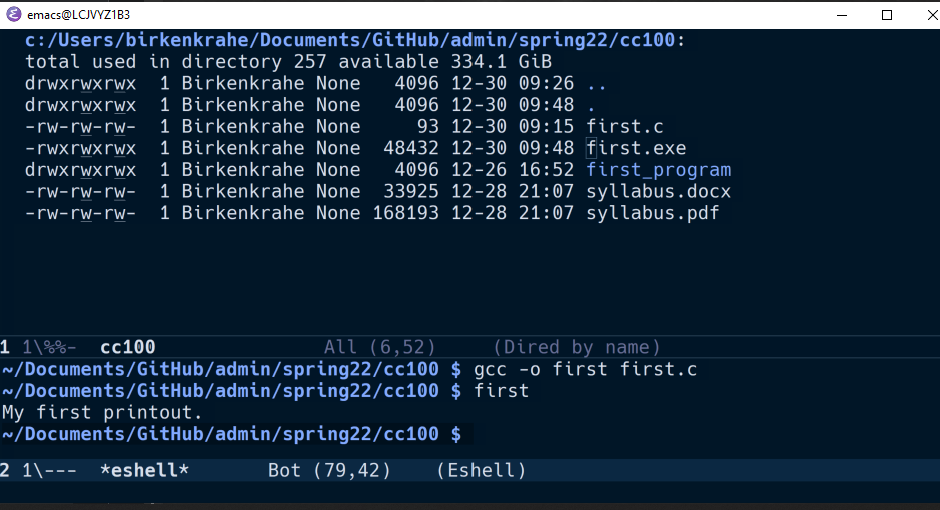 emacs@LCJVYZ1B3
c:/Users/birkenkrahe/Documents/GitHub/admin/spring22/cc100:
total used in directory 257 available 334.1 GiB
drwxrwxrwx  1 Birkenkrahe None   4096 12-30 09:26 ..
drwxrwxrwx  1 Birkenkrahe None   4096 12-30 09:48 .
-rw-rw-rw-  1 Birkenkrahe None     93 12-30 09:15 first.c
-rwxrwxrwx  1 Birkenkrahe None  48432 12-30 09:48 first.exe
drwxrwxrwx  1 Birkenkrahe None   4096 12-26 16:52 first_program
-rw-rw-rw-  1 Birkenkrahe None  33925 12-28 21:07 syllabus.docx
-rw-rw-rw-  1 Birkenkrahe None 168193 12-28 21:07 syllabus.pdf
1 1\%%-  cc100 All (6,52) (Dired by name)
~/Documents/GitHub/admin/spring22/cc100 $ gcc -o first first.c
~/Documents/GitHub/admin/spring22/cc100 $ first
My first printout.
~/Documents/GitHub/admin/spring22/cc100 $
2 1\---  *eshell* Bot (79,42) (Eshell)